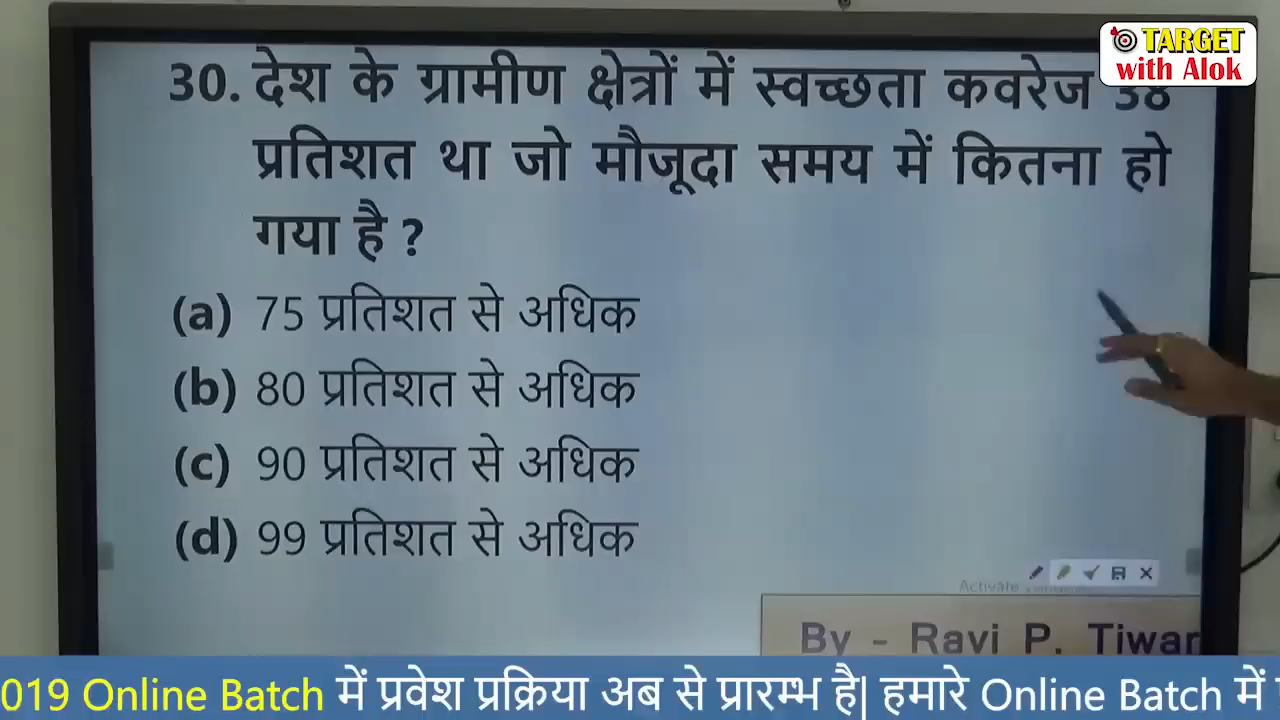 TARGET
with Alok
30. देश के ग्रामीण क्षेत्रों में स्वच्छता कवरेज 38
प्रतिशत था जो मौजूदा समय में कितना हो
गया है ?
(a) 75 प्रतिशत से अधिक
(b) 80 प्रतिशत से अधिक
(c) 90 प्रतिशत से अधिक
(d) 99 प्रतिशत से अधिक
Activate
By - Ravi P. Tiwar
019 Online Batch में प्रवेश प्रक्रिया अब से प्रारम्भ है| हमारे Online Batch में